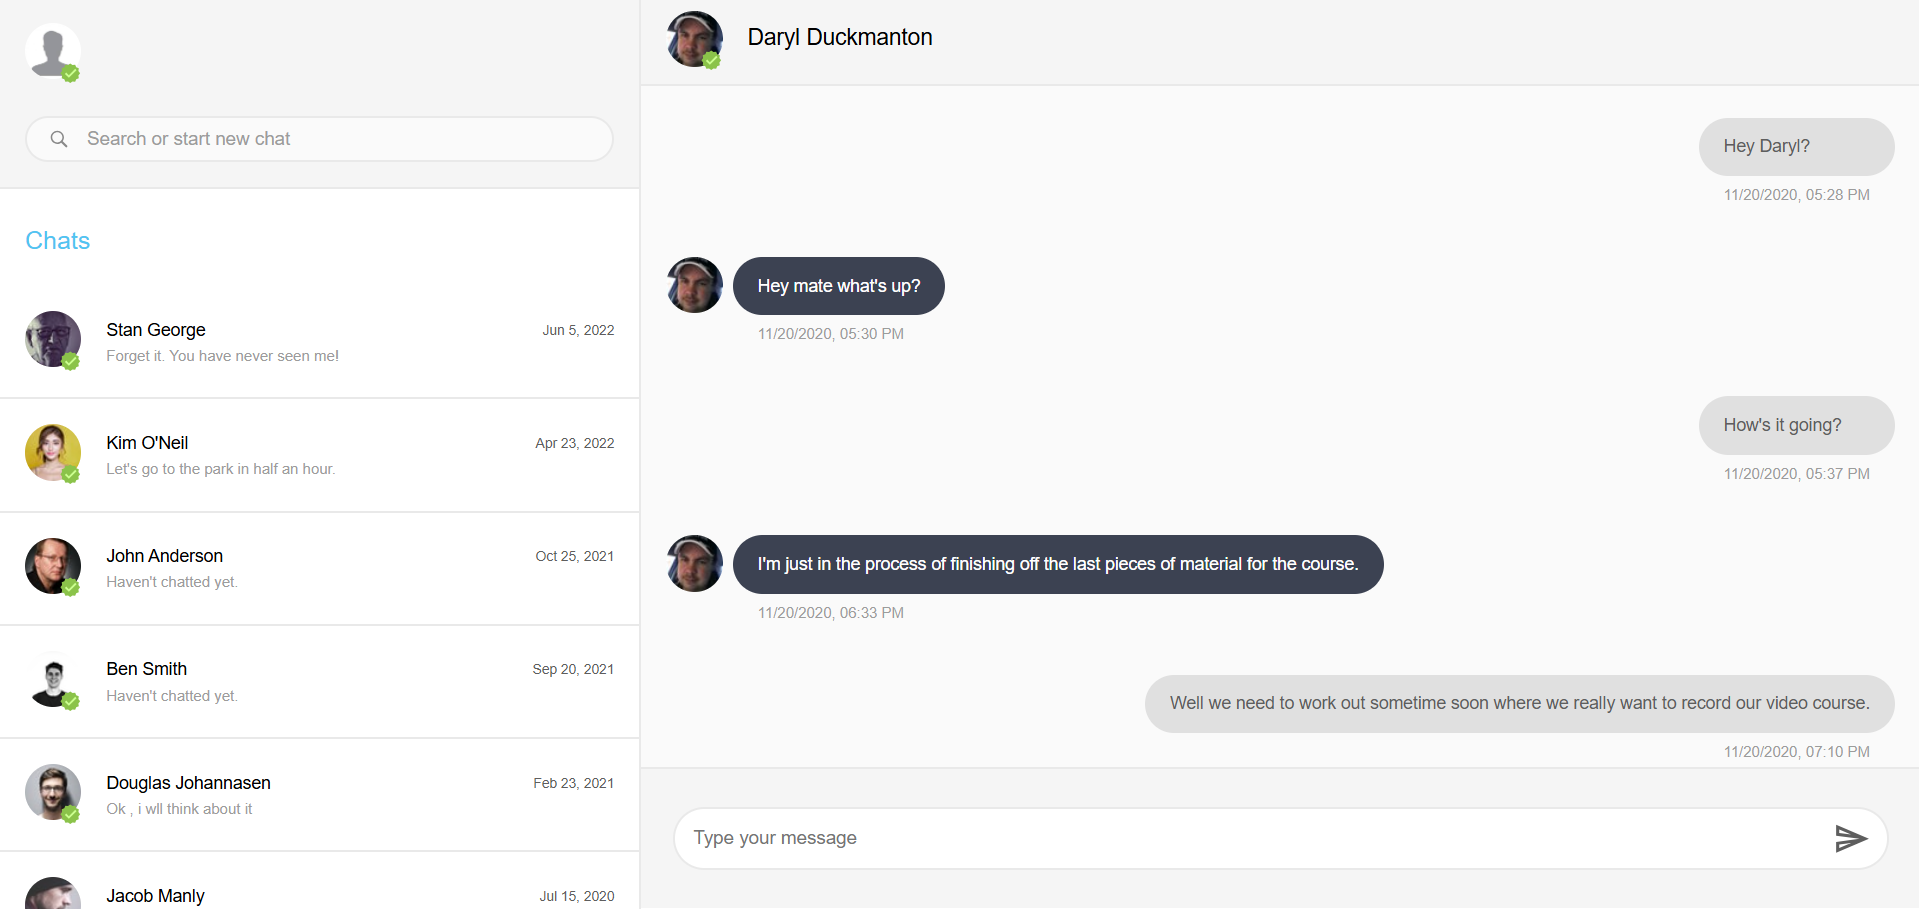 Search or start new chat
Chats
Stan George
Jun 5, 2022
Forget it. You have never seen me!
Kim O'Neil
Apr 23, 2022
Let's go to the park in half an hour.
John Anderson
Oct 25, 2021
Haven't chatted yet.
Ben Smith
Sep 20, 2021
Haven't chatted yet.
Douglas Johannasen
Feb 23, 2021
Ok , i wll think about it
Jacob Manly
Jul 15, 2020
Daryl Duckmanton
Hey Daryl?
11/20/2020, 05:28 PM
Hey mate what's up?
11/20/2020, 05:30 PM
How's it going?
11/20/2020, 05:37 PM
I'm just in the process of finishing off the last pieces of material for the course.
11/20/2020, 06:33 PM
Well we need to work out sometime soon where we really want to record our video course.
11/20/2020, 07:10 PM
Type your message